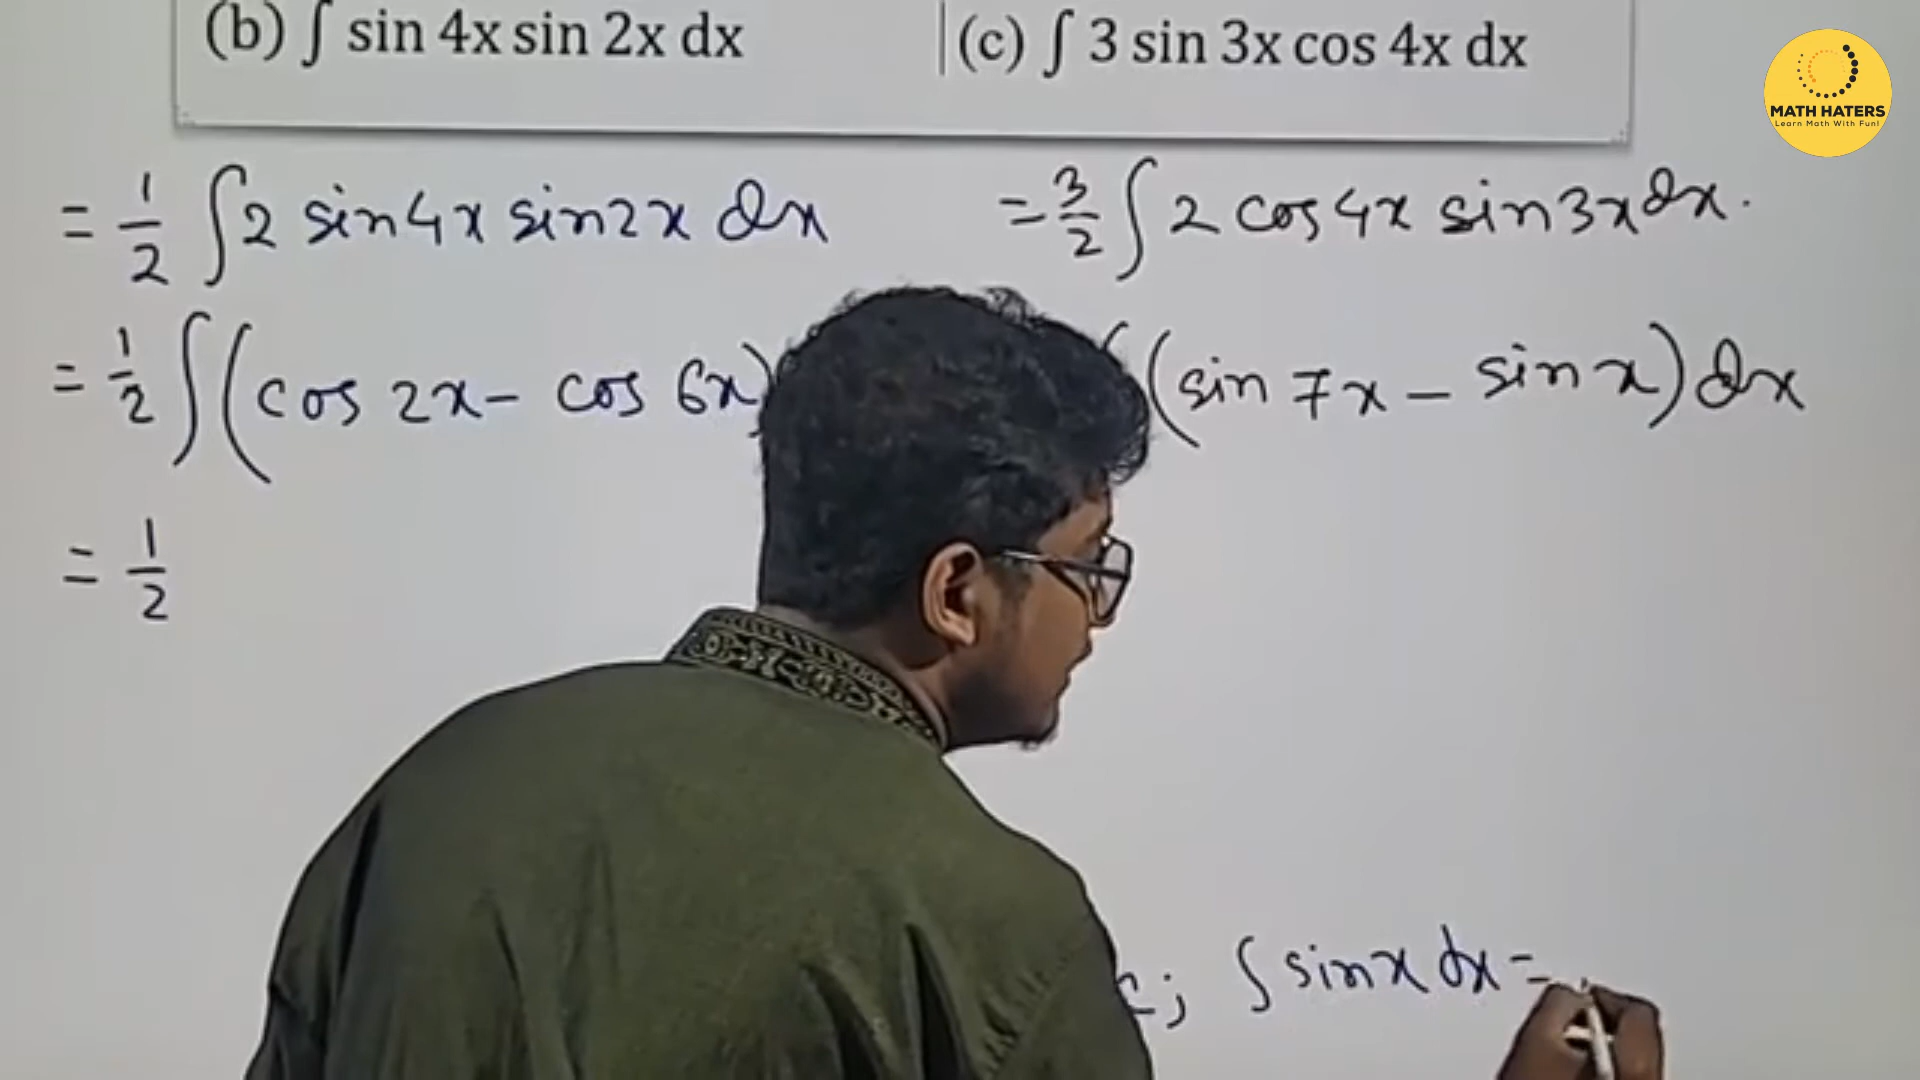 (b) ∫ sin 4x sin 2x dx
(c) ∫ 3 sin 3x cos 4x dx
MATH HATERS
Learn Math With Fun!
= 1/2 ∫ 2 sin 4x sin 2x dx
= 3/2 ∫ 2 cos 4x sin 3x dx.
= 1/2 ∫ (cos 2x - cos 6x)
(sin 7x - sin x) dx
= 1/2
; ∫ sin x dx =